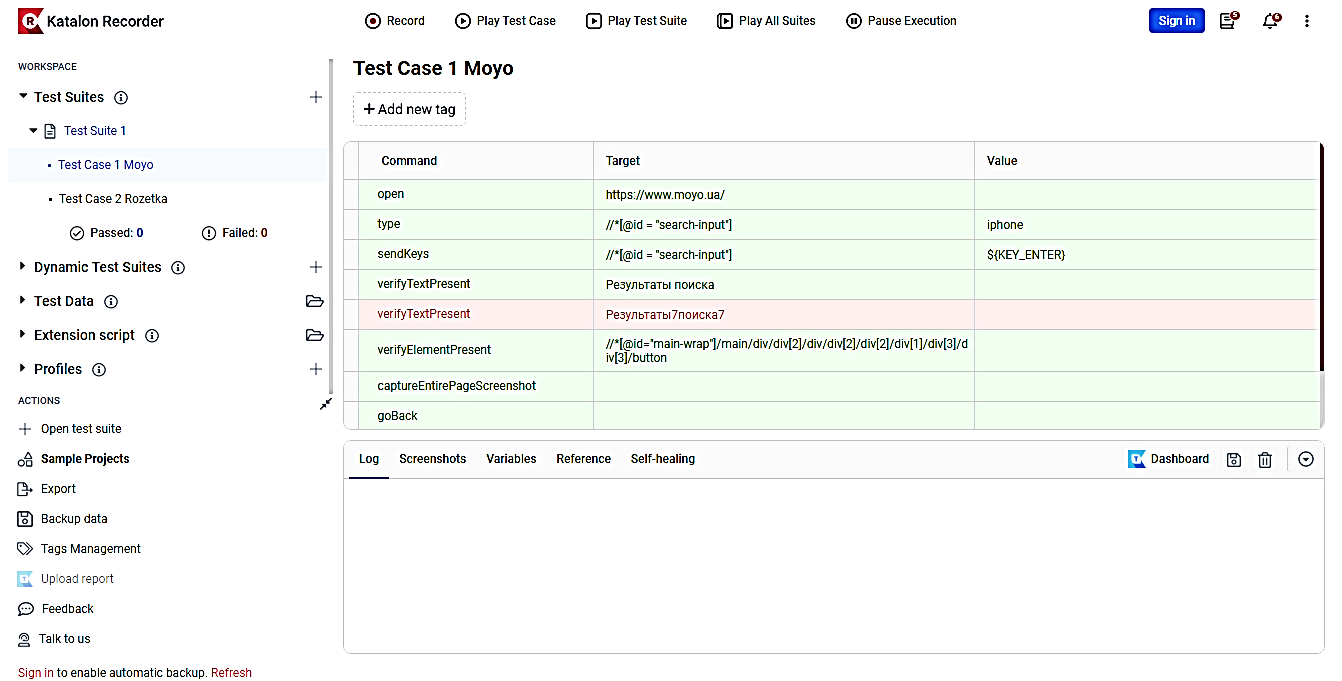 Katalon Recorder
Record
Play Test Case
Play Test Suite
Play All Suites
Pause Execution
Sign in
5
6
WORKSPACE
Test Suites
Test Suite 1
Test Case 1 Moyo
Test Case 2 Rozetka
Passed: 0
Failed: 0
Dynamic Test Suites
Test Data
Extension script
Profiles
ACTIONS
Open test suite
Sample Projects
Export
Backup data
Tags Management
Upload report
Feedback
Talk to us
Sign in to enable automatic backup. Refresh
Test Case 1 Moyo
+ Add new tag
Command Target Value
open https://www.moyo.ua/
type //*[@id = "search-input"] iphone
sendKeys //*[@id = "search-input"] ${KEY_ENTER}
verifyTextPresent Результаты поиска
verifyTextPresent Результаты7поиска7
verifyElementPresent //*[@id="main-wrap"]/main/div/div[2]/div/div[2]/div[2]/div[1]/div[3]/d
iv[3]/button
captureEntirePageScreenshot
goBack
Log Screenshots Variables Reference Self-healing Dashboard